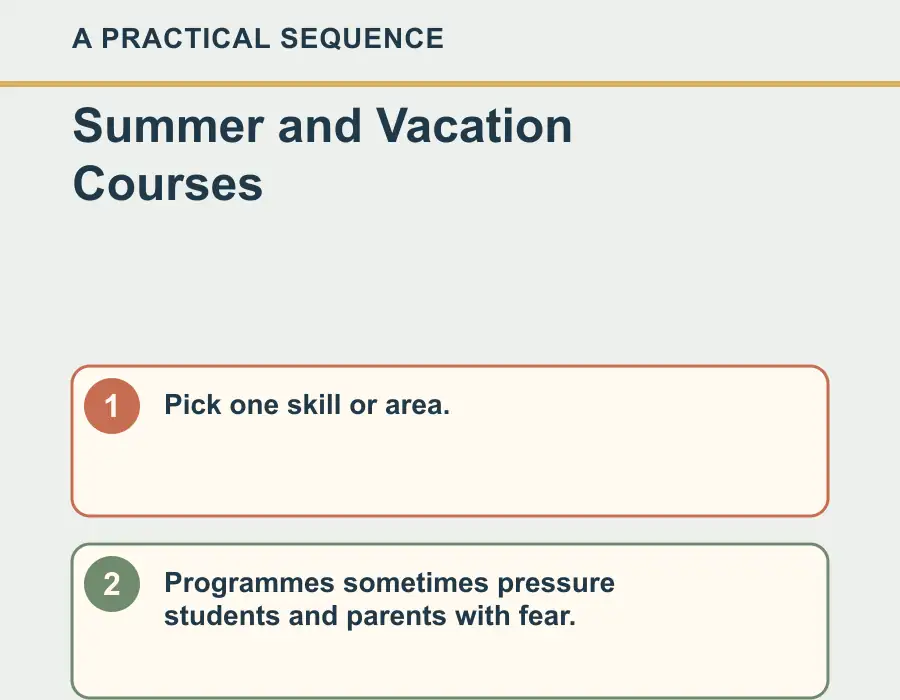 A PRACTICAL SEQUENCE
Summer and Vacation
Courses
1
Pick one skill or area.
2
Programmes sometimes pressure
students and parents with fear.